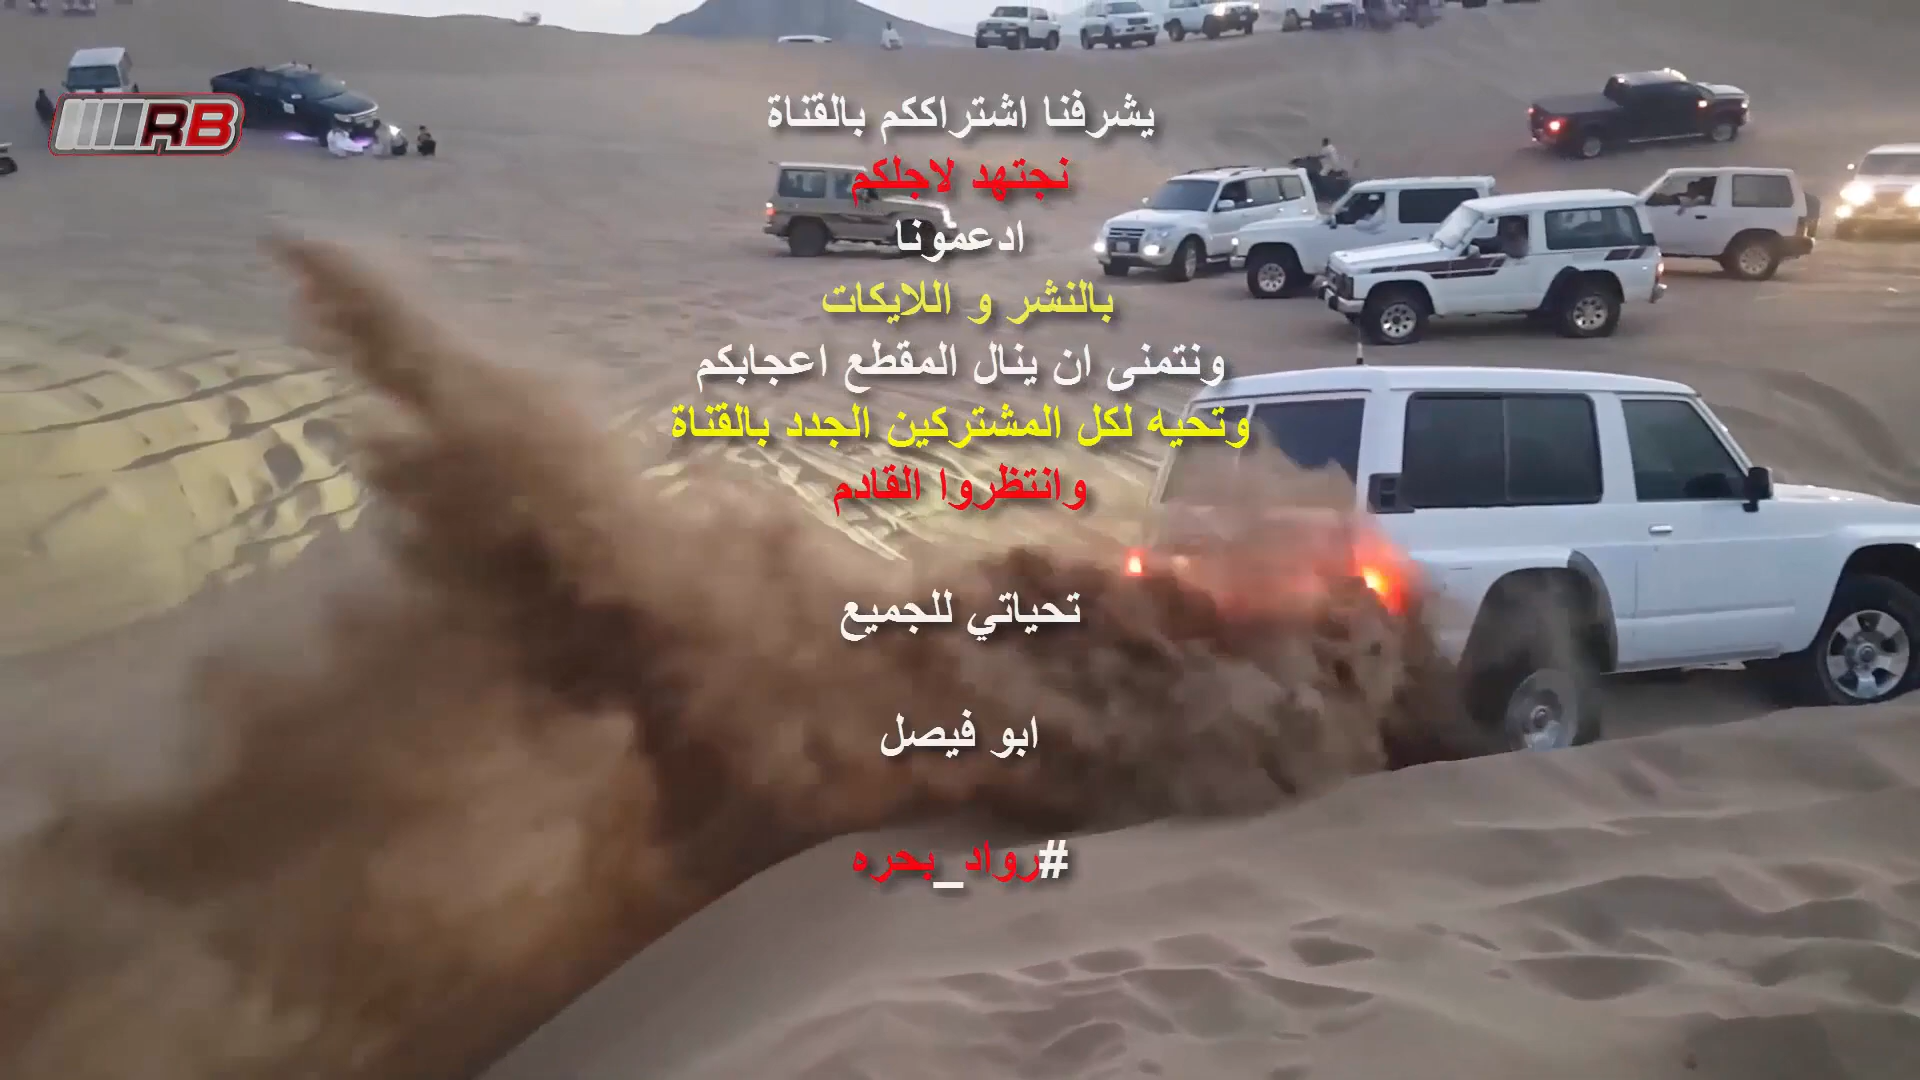 RB
يشرفنا اشتراككم بالقناة
نجتهد لاجلكم
ادعمونا
بالنشر و اللايكات
ونتمنى ان ينال المقطع اعجابكم
وتحيه لكل المشتركين الجدد بالقناة
وانتظروا القادم
تحياتي للجميع
ابو فيصل
#رواد_بحره